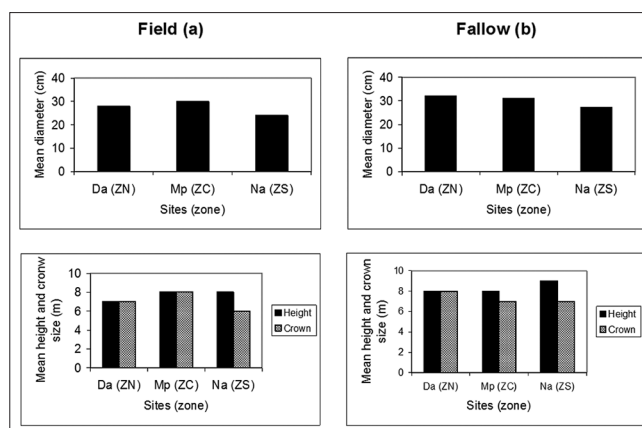 Field (a)
Mean diameter (cm)
40
30
20
10
0
Da (ZN) Mp (ZC) Na (ZS)
Sites (zone)
Fallow (b)
Mean diameter (cm)
40
30
20
10
0
Da (ZN) Mp (ZC) Na (ZS)
Sites (zone)
Mean height and cronw
size (m)
10
8
6
4
2
0
Height
Crown
Da (ZN) Mp (ZC) Na (ZS)
Sites (zone)
Mean height and crown
size (m)
10
8
6
4
2
0
Height
Crown
Da (ZN) Mp (ZC) Na (ZS)
Sites (zone)